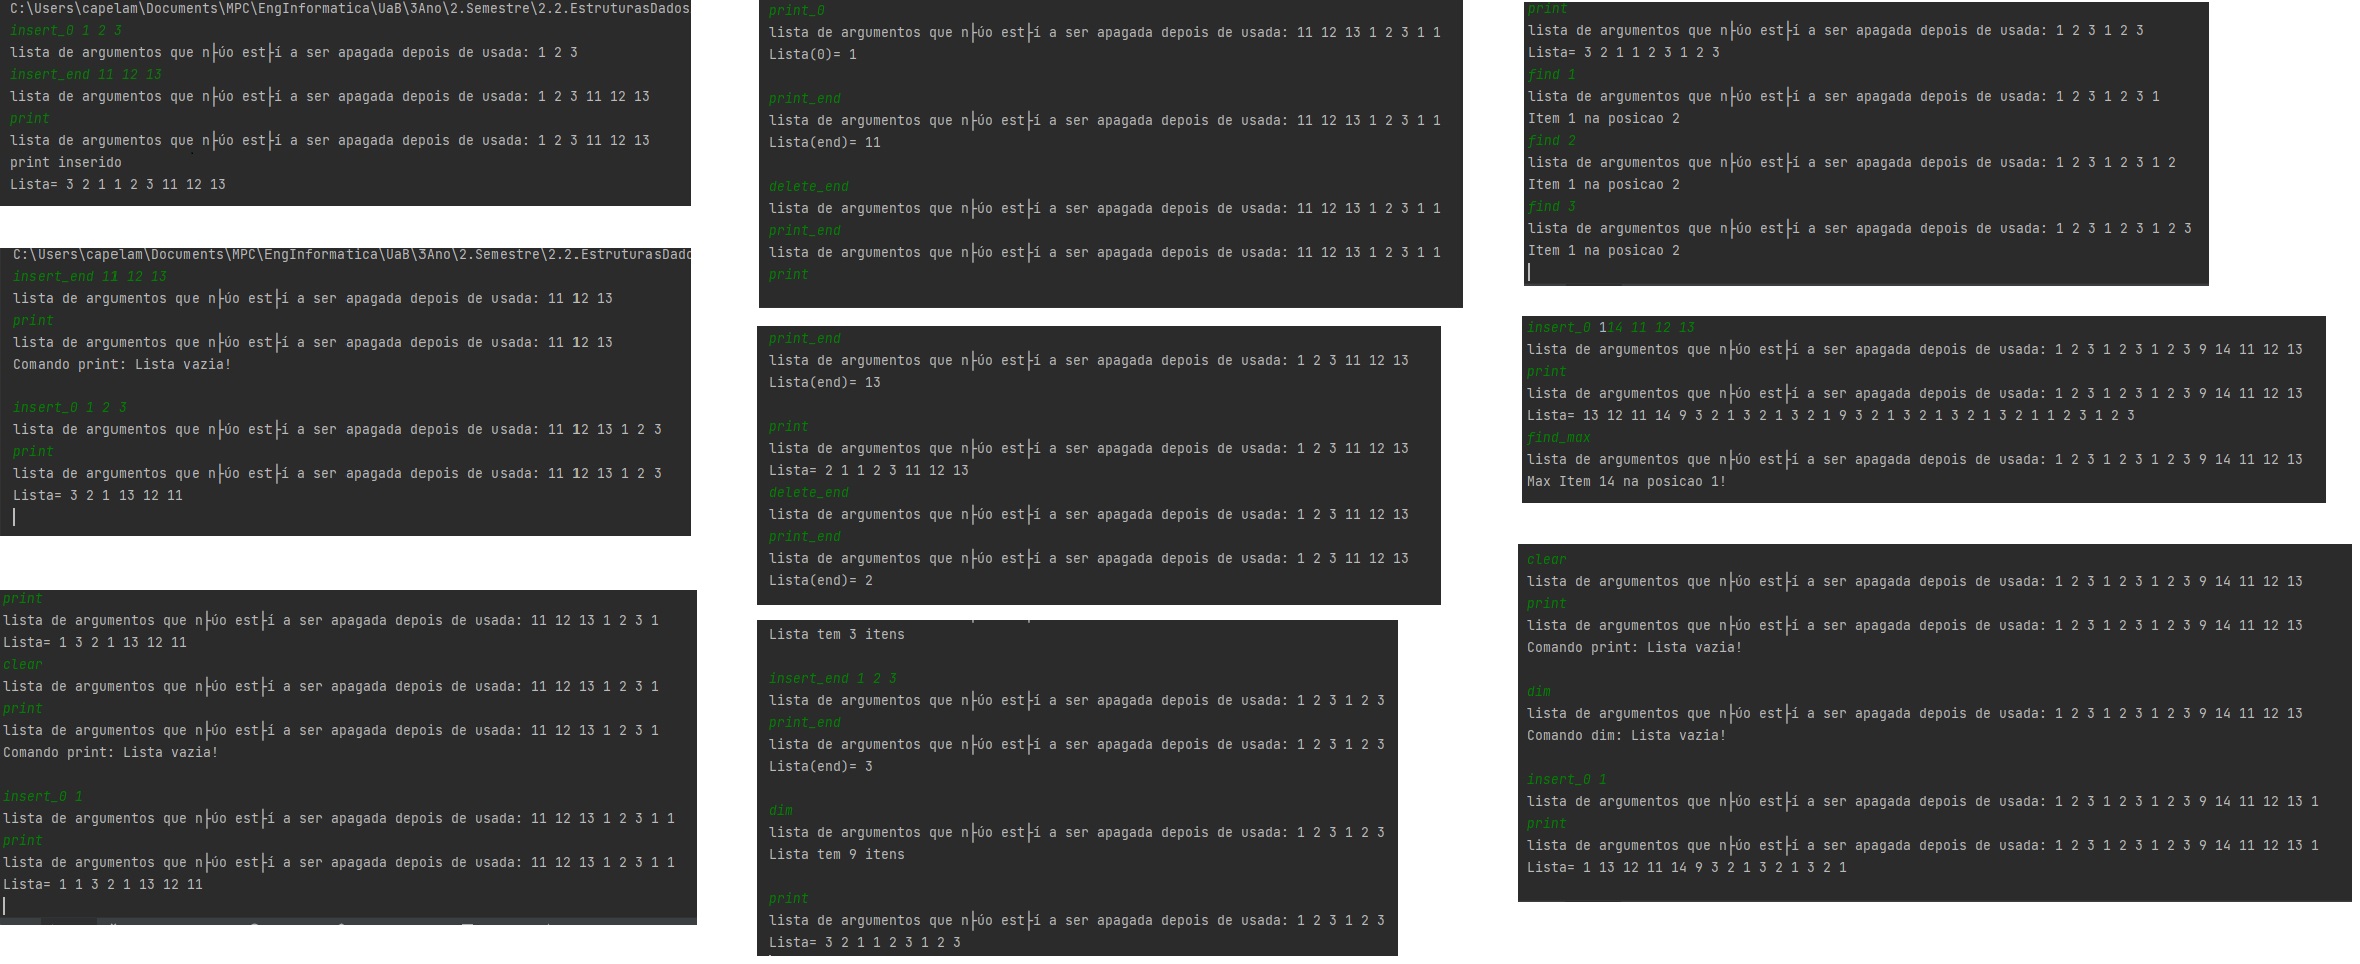 C:\Users\capelam\Documents\MPC\EngInformatica\UaB\3Ano\2.Semestre\2.2.EstruturasDados
insert_0 1 2 3
lista de argumentos que n├úo est├í a ser apagada depois de usada: 1 2 3
insert_end 11 12 13
lista de argumentos que n├úo est├í a ser apagada depois de usada: 1 2 3 11 12 13
print
lista de argumentos que n├úo est├í a ser apagada depois de usada: 1 2 3 11 12 13
print inserido
Lista= 3 2 1 1 2 3 11 12 13
C:\Users\capelam\Documents\MPC\EngInformatica\UaB\3Ano\2.Semestre\2.2.EstruturasDado
insert_end 11 12 13
lista de argumentos que n├úo est├í a ser apagada depois de usada: 11 12 13
print
lista de argumentos que n├úo est├í a ser apagada depois de usada: 11 12 13
Comando print: Lista vazia!
insert_0 1 2 3
lista de argumentos que n├úo est├í a ser apagada depois de usada: 11 12 13 1 2 3
print
lista de argumentos que n├úo est├í a ser apagada depois de usada: 11 12 13 1 2 3
Lista= 3 2 1 13 12 11
print
lista de argumentos que n├úo est├í a ser apagada depois de usada: 11 12 13 1 2 3 1
Lista= 1 3 2 1 13 12 11
clear
lista de argumentos que n├úo est├í a ser apagada depois de usada: 11 12 13 1 2 3 1
print
lista de argumentos que n├úo est├í a ser apagada depois de usada: 11 12 13 1 2 3 1
Comando print: Lista vazia!
insert_0 1
lista de argumentos que n├úo est├í a ser apagada depois de usada: 11 12 13 1 2 3 1 1
print
lista de argumentos que n├úo est├í a ser apagada depois de usada: 11 12 13 1 2 3 1 1
Lista= 1 1 3 2 1 13 12 11
print_0
lista de argumentos que n├úo est├í a ser apagada depois de usada: 11 12 13 1 2 3 1 1
Lista(0)= 1
print_end
lista de argumentos que n├úo est├í a ser apagada depois de usada: 11 12 13 1 2 3 1 1
Lista(end)= 11
delete_end
lista de argumentos que n├úo est├í a ser apagada depois de usada: 11 12 13 1 2 3 1 1
print_end
lista de argumentos que n├úo est├í a ser apagada depois de usada: 11 12 13 1 2 3 1 1
print
print_end
lista de argumentos que n├úo est├í a ser apagada depois de usada: 1 2 3 11 12 13
Lista(end)= 13
print
lista de argumentos que n├úo est├í a ser apagada depois de usada: 1 2 3 11 12 13
Lista= 2 1 1 2 3 11 12 13
delete_end
lista de argumentos que n├úo est├í a ser apagada depois de usada: 1 2 3 11 12 13
print_end
lista de argumentos que n├úo est├í a ser apagada depois de usada: 1 2 3 11 12 13
Lista(end)= 2
Lista tem 3 itens
insert_end 1 2 3
lista de argumentos que n├úo est├í a ser apagada depois de usada: 1 2 3 1 2 3
print_end
lista de argumentos que n├úo est├í a ser apagada depois de usada: 1 2 3 1 2 3
Lista(end)= 3
dim
lista de argumentos que n├úo est├í a ser apagada depois de usada: 1 2 3 1 2 3
Lista tem 9 itens
print
lista de argumentos que n├úo est├í a ser apagada depois de usada: 1 2 3 1 2 3
Lista= 3 2 1 1 2 3 1 2 3
print
lista de argumentos que n├úo est├í a ser apagada depois de usada: 1 2 3 1 2 3
Lista= 3 2 1 1 2 3 1 2 3
find 1
lista de argumentos que n├úo est├í a ser apagada depois de usada: 1 2 3 1 2 3 1
Item 1 na posicao 2
find 2
lista de argumentos que n├úo est├í a ser apagada depois de usada: 1 2 3 1 2 3 1 2
Item 1 na posicao 2
find 3
lista de argumentos que n├úo est├í a ser apagada depois de usada: 1 2 3 1 2 3 1 2 3
Item 1 na posicao 2
insert_0 114 11 12 13
lista de argumentos que n├úo est├í a ser apagada depois de usada: 1 2 3 1 2 3 1 2 3 9 14 11 12 13
print
lista de argumentos que n├úo est├í a ser apagada depois de usada: 1 2 3 1 2 3 1 2 3 9 14 11 12 13
Lista= 13 12 11 14 9 3 2 1 3 2 1 3 2 1 9 3 2 1 3 2 1 3 2 1 3 2 1 1 2 3 1 2 3
find_max
lista de argumentos que n├úo est├í a ser apagada depois de usada: 1 2 3 1 2 3 1 2 3 9 14 11 12 13
Max Item 14 na posicao 1!
clear
lista de argumentos que n├úo est├í a ser apagada depois de usada: 1 2 3 1 2 3 1 2 3 9 14 11 12 13
print
lista de argumentos que n├úo est├í a ser apagada depois de usada: 1 2 3 1 2 3 1 2 3 9 14 11 12 13
Comando print: Lista vazia!
dim
lista de argumentos que n├úo est├í a ser apagada depois de usada: 1 2 3 1 2 3 1 2 3 9 14 11 12 13
Comando dim: Lista vazia!
insert_0 1
lista de argumentos que n├úo est├í a ser apagada depois de usada: 1 2 3 1 2 3 1 2 3 9 14 11 12 13 1
print
lista de argumentos que n├úo est├í a ser apagada depois de usada: 1 2 3 1 2 3 1 2 3 9 14 11 12 13 1
Lista= 1 13 12 11 14 9 3 2 1 3 2 1 3 2 1